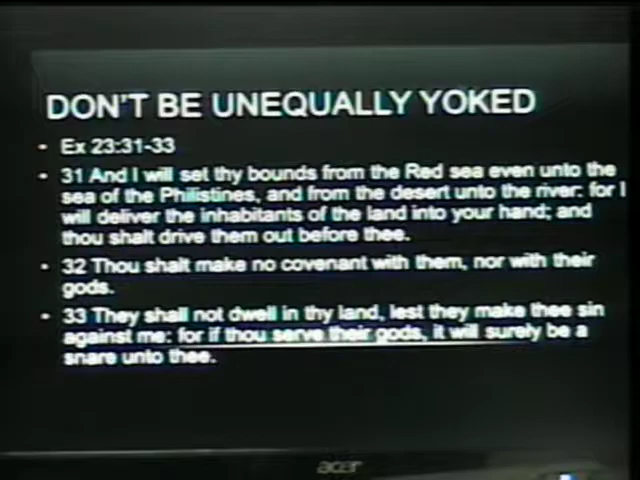 DON'T BE UNEQUALLY YOKED
• Ex 23:31-33
• 31 And I will set thy bounds from the Red sea even unto the
sea of the Philistines, and from the desert unto the river: for I
will deliver the inhabitants of the land into your hand; and
thou shalt drive them out before thee.
• 32 Thou shalt make no covenant with them, nor with their
gods.
• 33 They shall not dwell in thy land, lest they make thee sin
against me: for if thou serve their gods, it will surely be a
snare unto thee.
acer